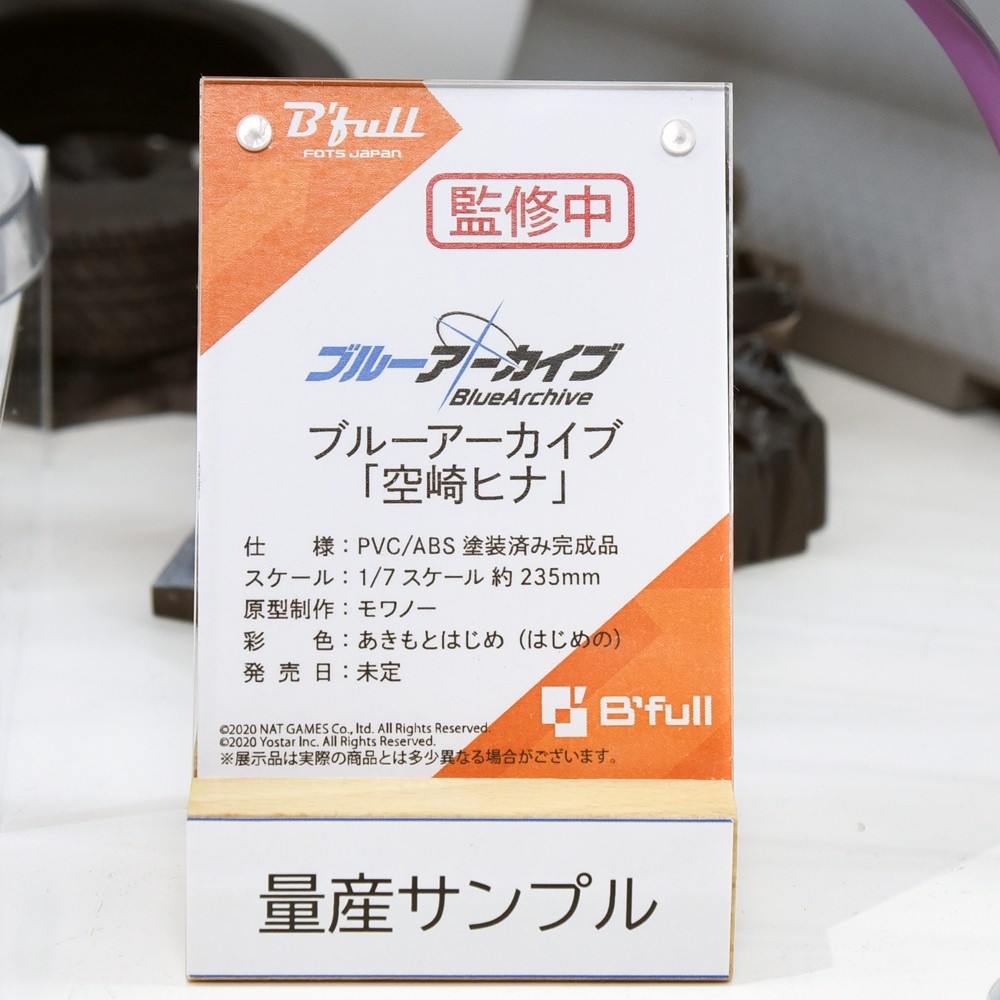 B'full
FOTS JAPAN
監修中
ブルーアーカイブ
BlueArchive
ブルーアーカイブ
「空崎ヒナ」
仕　　様：PVC/ABS 塗装済み完成品
スケール：1/7 スケール 約 235mm
原型制作：モワノー
彩　　色：あきもとはじめ（はじめの）
発 売 日：未定
B'full
©2020 NAT GAMES Co., ltd. All Rights Reserved.
©2020 Yostar Inc. All Rights Reserved.
※展示品は実際の商品とは多少異なる場合がございます。
量産サンプル